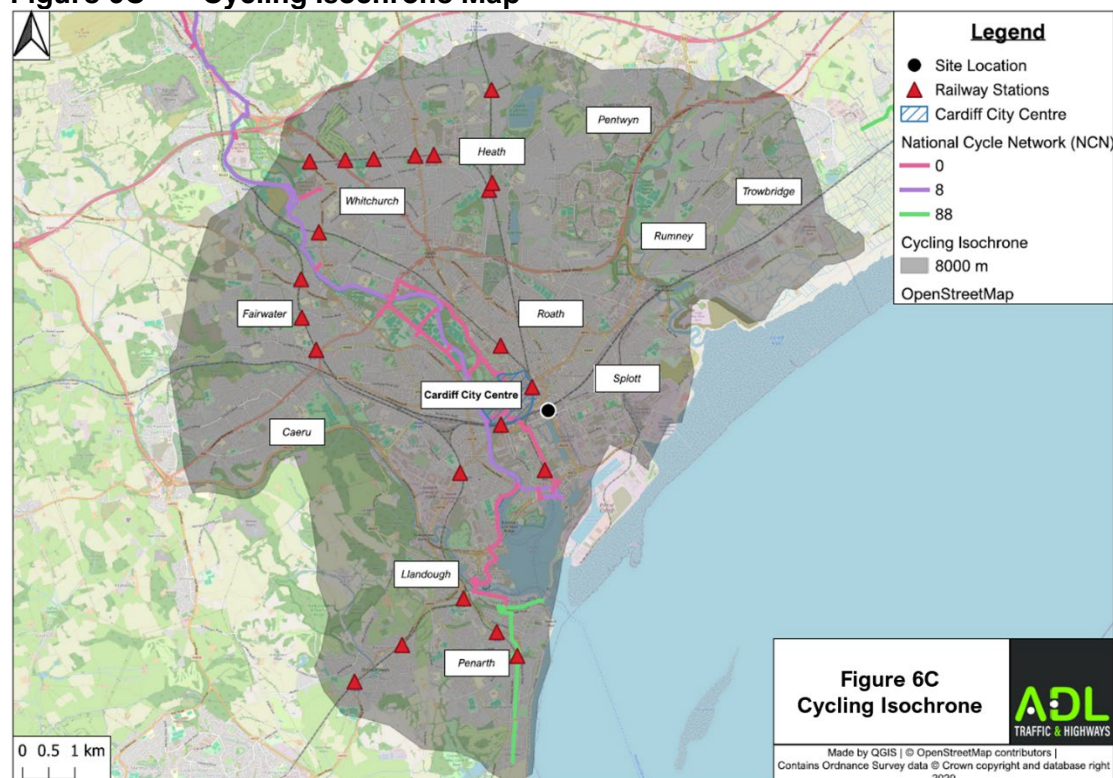 Figure 6C Cycling Isochrone Map
Legend
Site Location
Railway Stations
Cardiff City Centre
National Cycle Network (NCN)
0
8
88
Cycling Isochrone
8000 m
OpenStreetMap
Pentwyn
Heath
Trowbridge
Whitchurch
Rumney
Fairwater
Roath
Splott
Cardiff City Centre
Caeru
Llandough
Penarth
0 0.5 1 km
Figure 6C
Cycling Isochrone
ADL
TRAFFIC & HIGHWAYS
Made by QGIS | © OpenStreetMap contributors |
Contains Ordnance Survey data © Crown copyright and database right